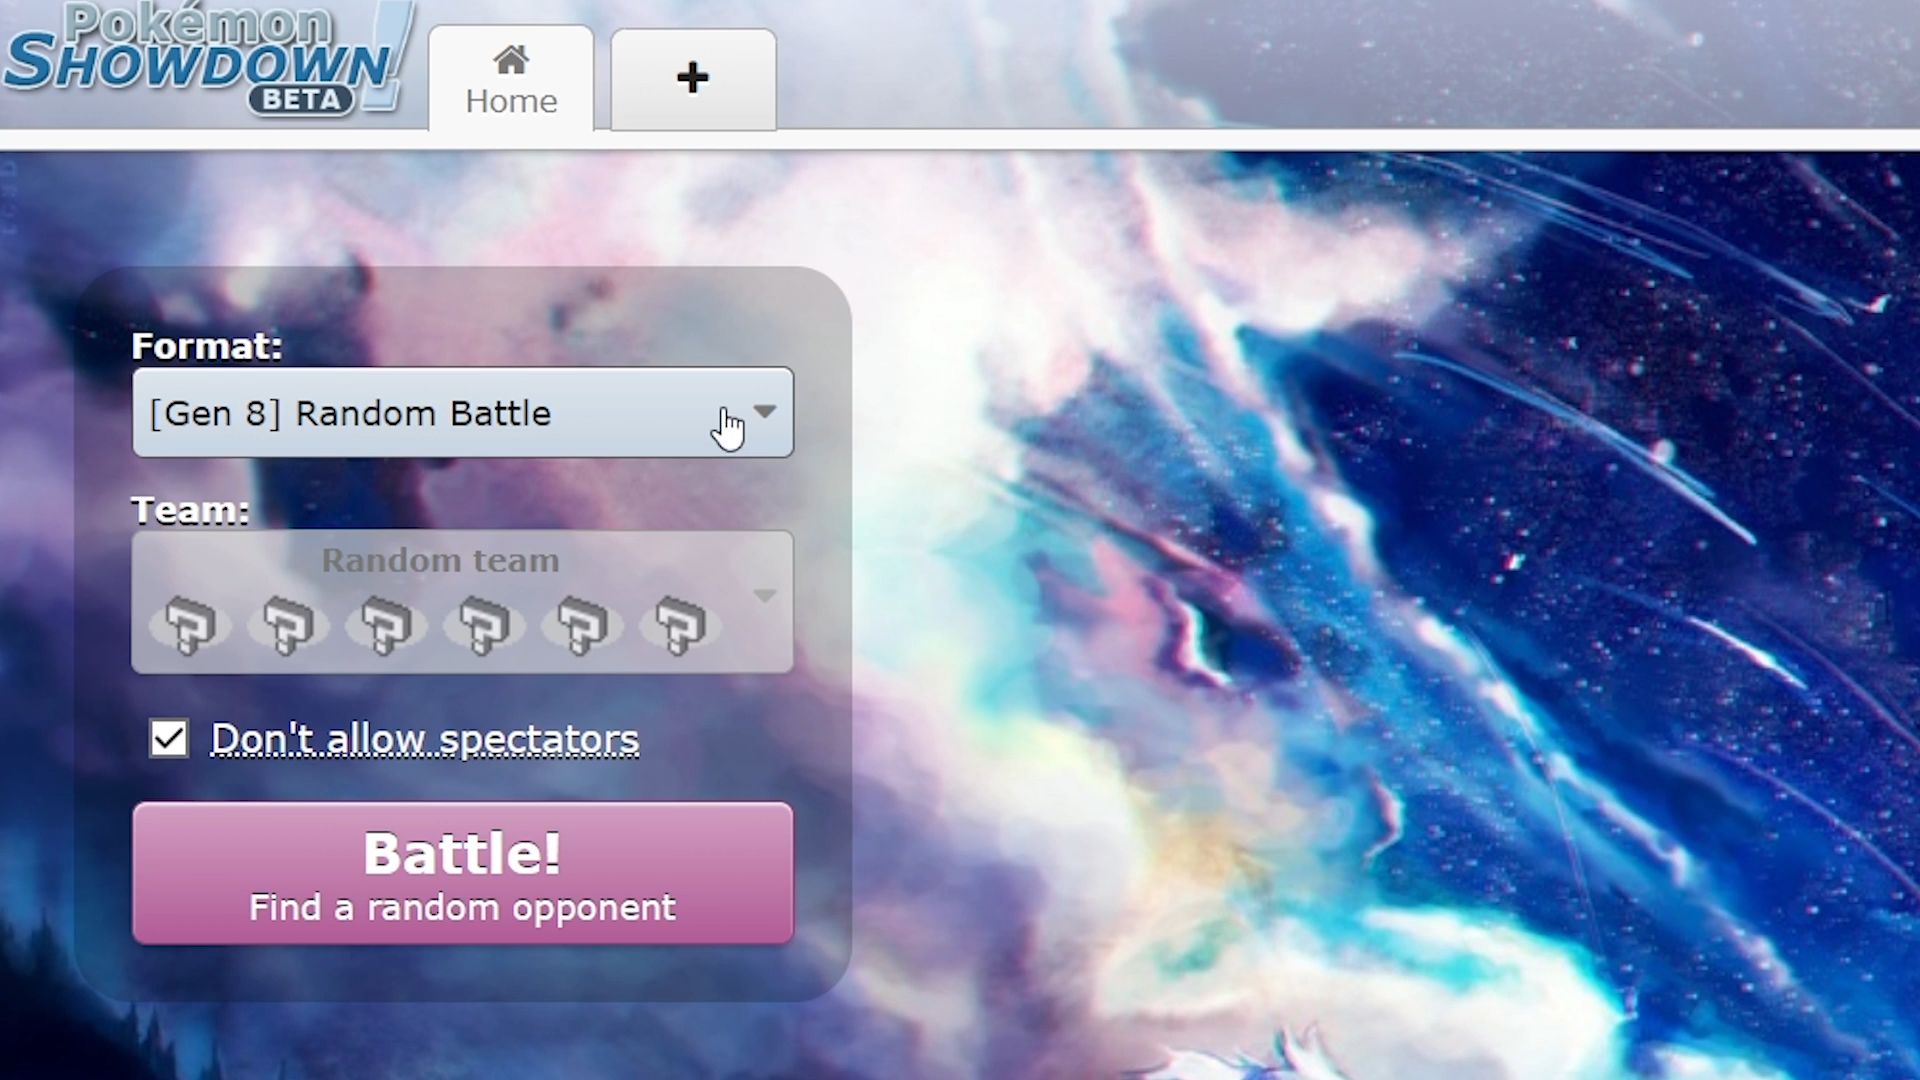 Pokémon
SHOWDOWN!
BETA
Home
Format:
[Gen 8] Random Battle
Team:
Random team
Don't allow spectators
Battle!
Find a random opponent